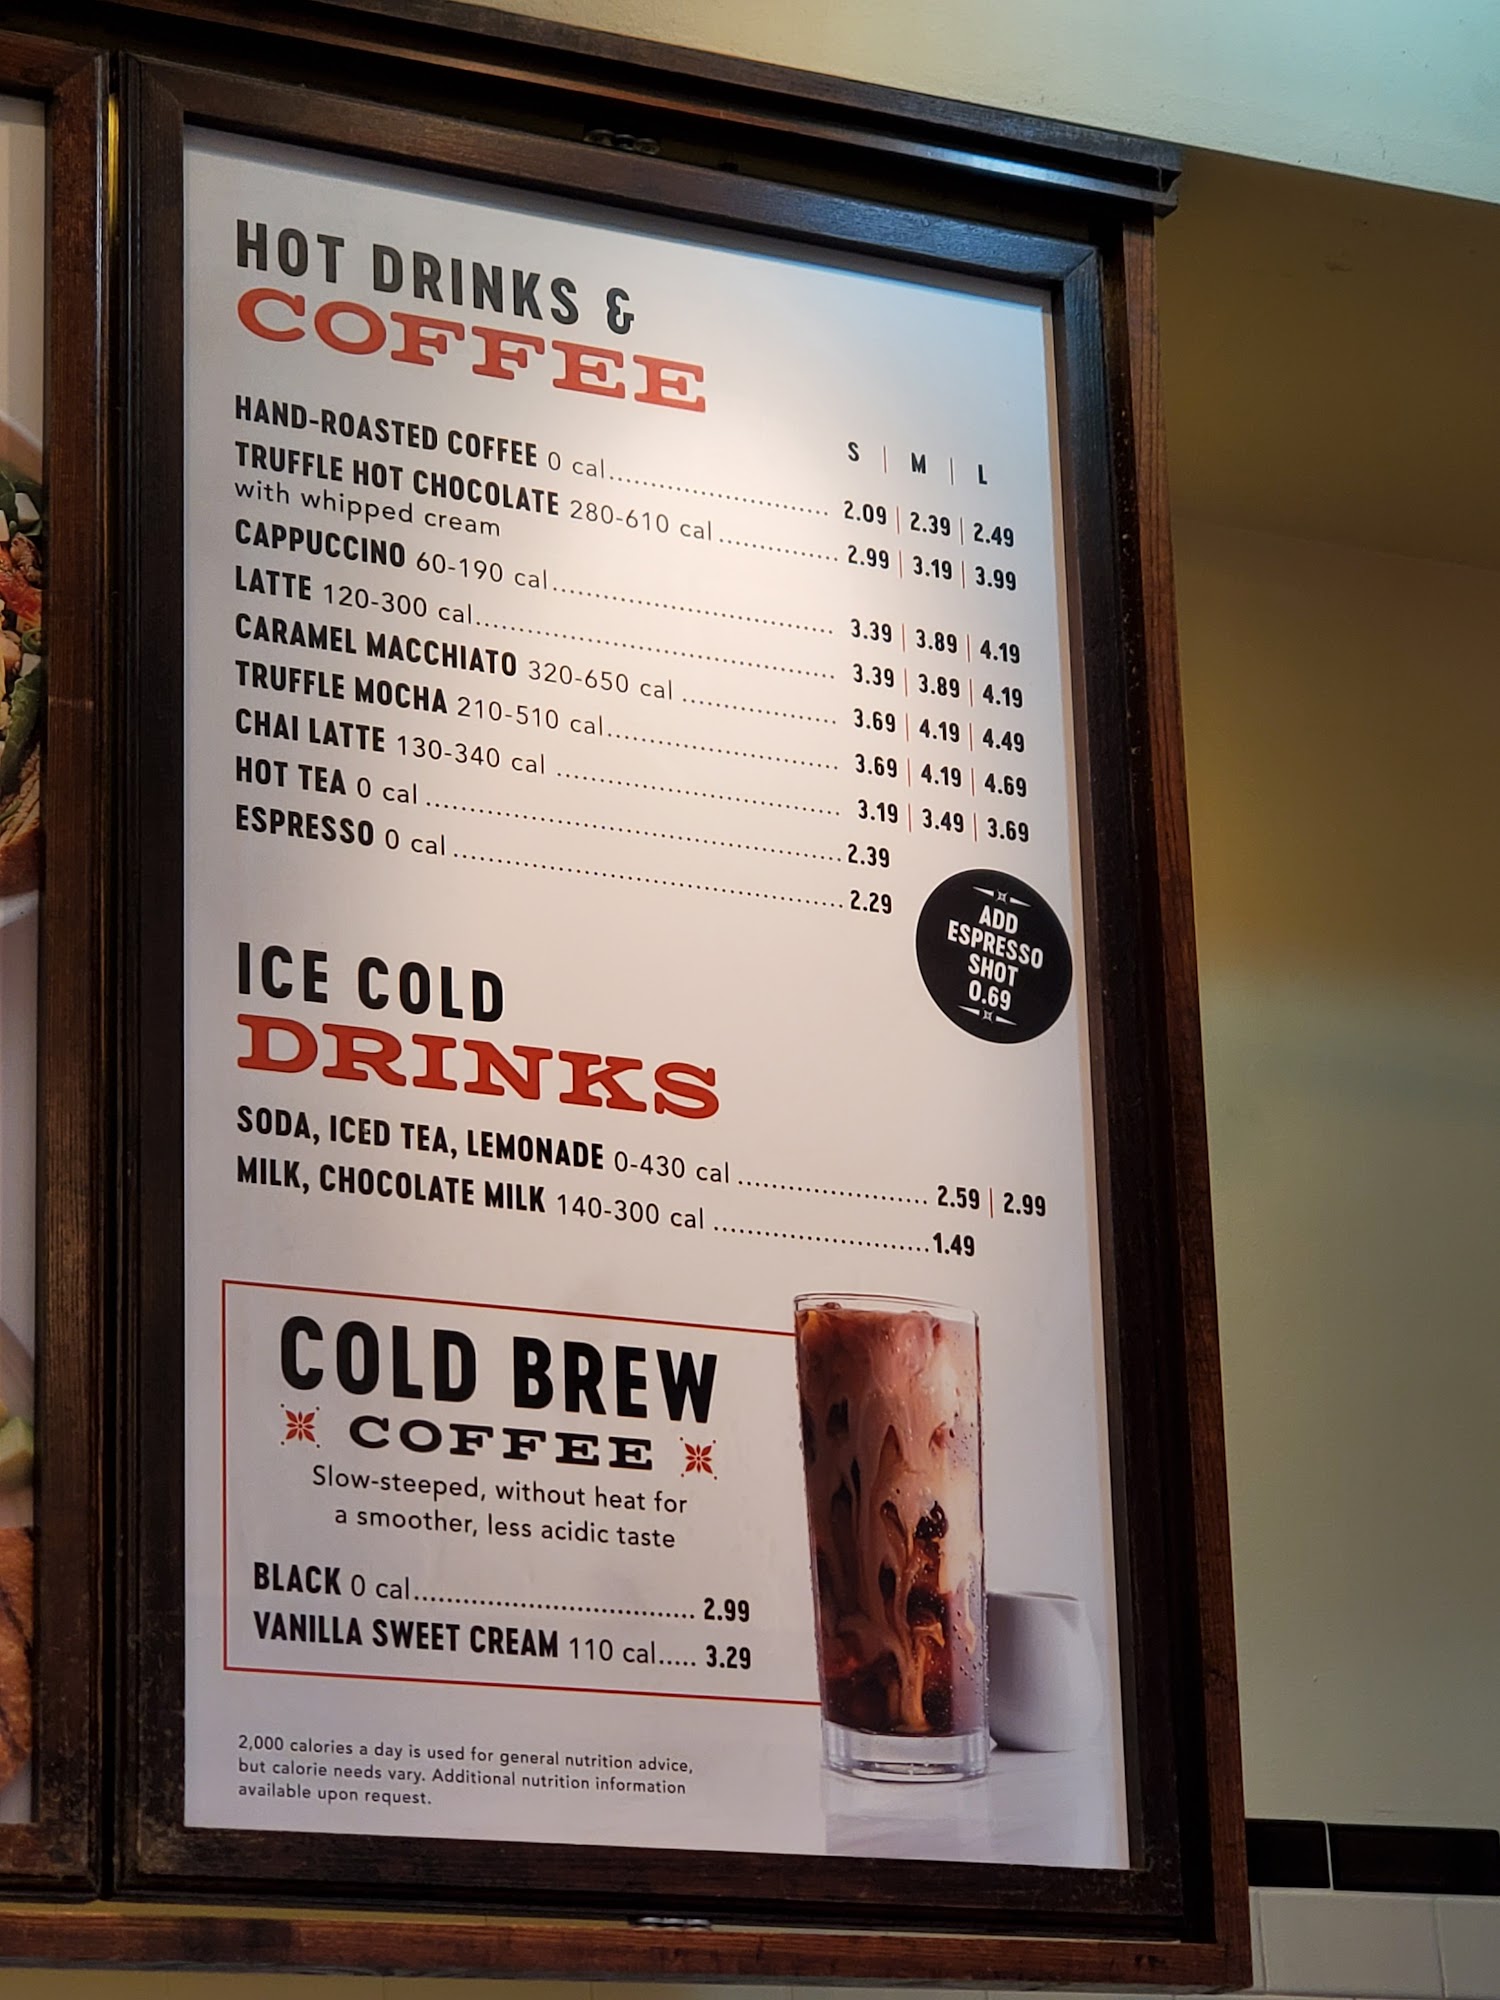 HOT DRINKS &
COFFEE
S | M | L
HAND-ROASTED COFFEE 0 cal........................... 2.09 | 2.39 | 2.49
TRUFFLE HOT CHOCOLATE 280-610 cal.............. 2.99 | 3.19 | 3.99
with whipped cream
CAPPUCCINO 60-190 cal.................................. 3.39 | 3.89 | 4.19
LATTE 120-300 cal........................................... 3.39 | 3.89 | 4.19
CARAMEL MACCHIATO 320-650 cal ................... 3.69 | 4.19 | 4.49
TRUFFLE MOCHA 210-510 cal............................ 3.69 | 4.19 | 4.69
CHAI LATTE 130-340 cal .................................. 3.19 | 3.49 | 3.69
HOT TEA 0 cal .................................................. 2.39
ESPRESSO 0 cal ............................................... 2.29
ADD
ESPRESSO
SHOT
0.69
ICE COLD
DRINKS
SODA, ICED TEA, LEMONADE 0-430 cal ....................... 2.59 | 2.99
MILK, CHOCOLATE MILK 140-300 cal ..........................1.49
COLD BREW
COFFEE
Slow-steeped, without heat for
a smoother, less acidic taste
BLACK 0 cal.................................. 2.99
VANILLA SWEET CREAM 110 cal..... 3.29
2,000 calories a day is used for general nutrition advice,
but calorie needs vary. Additional nutrition information
available upon request.